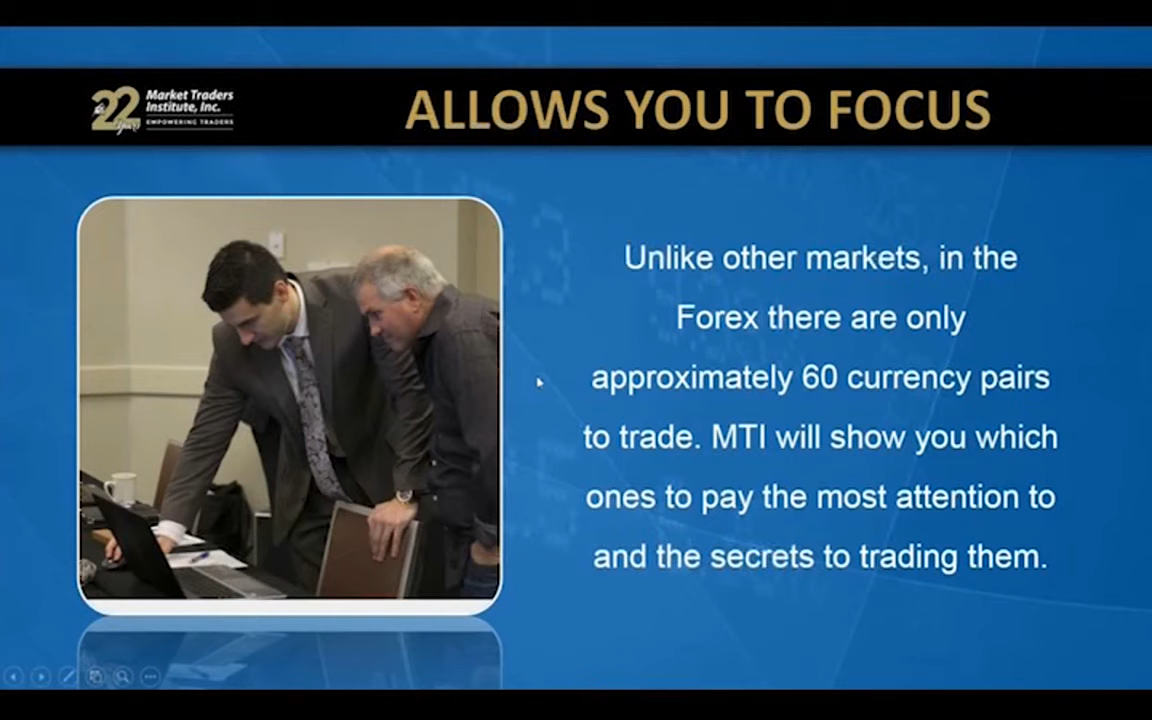 22
Years
Market Traders
Institute, Inc.
EMPOWERING TRADERS
ALLOWS YOU TO FOCUS
Unlike other markets, in the
Forex there are only
approximately 60 currency pairs
to trade. MTI will show you which
ones to pay the most attention to
and the secrets to trading them.